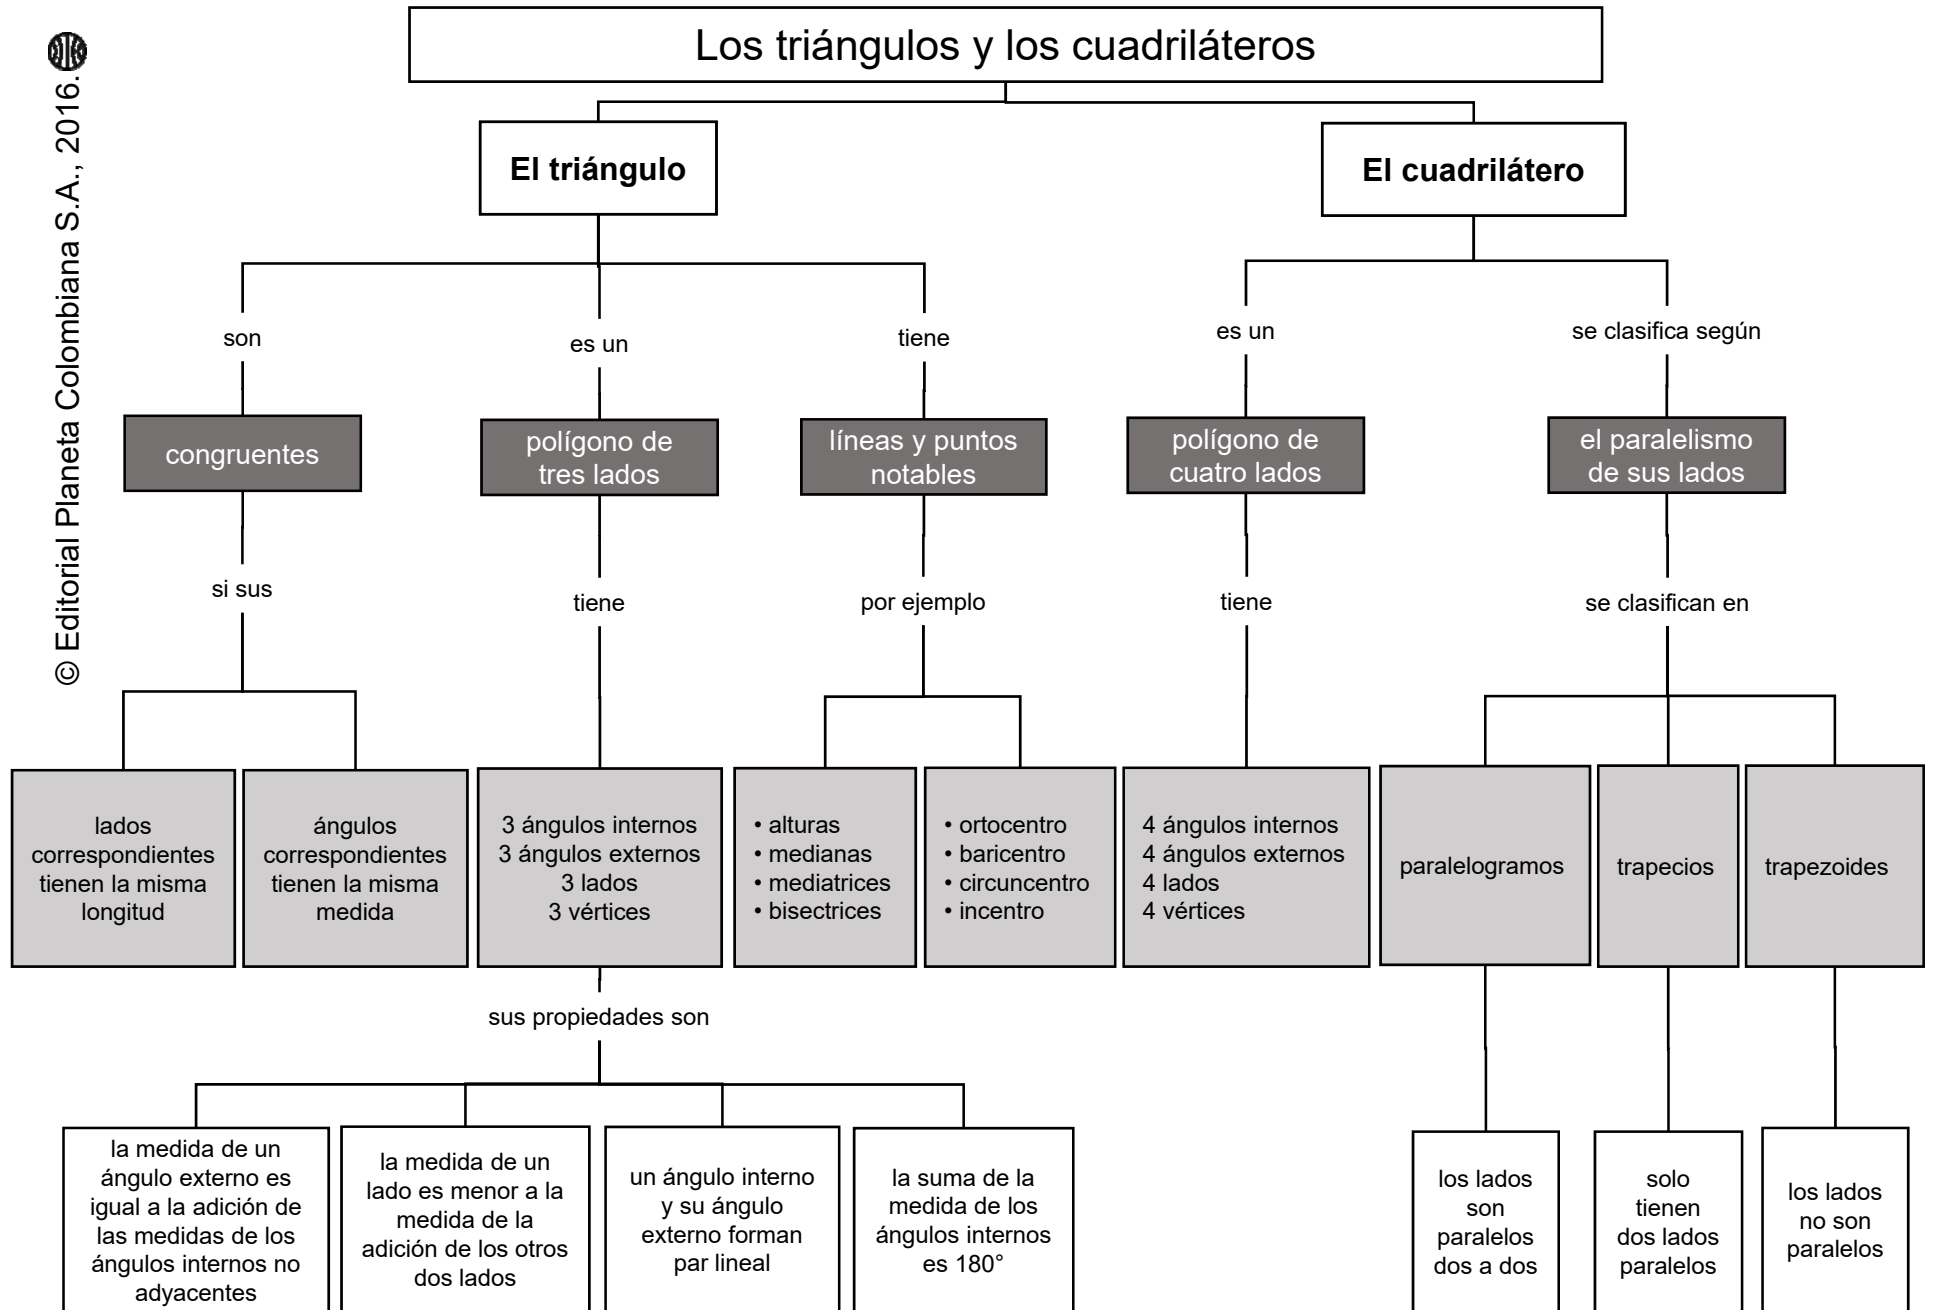 Los triángulos y los cuadriláteros
© Editorial Planeta Colombiana S.A., 2016.
El triángulo
El cuadrilátero
son
es un
tiene
es un
se clasifica según
congruentes
polígono de
tres lados
líneas y puntos
notables
polígono de
cuatro lados
el paralelismo
de sus lados
si sus
tiene
por ejemplo
tiene
se clasifican en
lados
correspondientes
tienen la misma
longitud
ángulos
correspondientes
tienen la misma
medida
3 ángulos internos
3 ángulos externos
3 lados
3 vértices
• alturas
• medianas
• mediatrices
• bisectrices
• ortocentro
• baricentro
• circuncentro
• incentro
4 ángulos internos
4 ángulos externos
4 lados
4 vértices
paralelogramos
trapecios
trapezoides
sus propiedades son
la medida de un
ángulo externo es
igual a la adición de
las medidas de los
ángulos internos no
adyacentes
la medida de un
lado es menor a la
medida de la
adición de los otros
dos lados
un ángulo interno
y su ángulo
externo forman
par lineal
la suma de la
medida de los
ángulos internos
es 180°
los lados
son
paralelos
dos a dos
solo
tienen
dos lados
paralelos
los lados
no son
paralelos